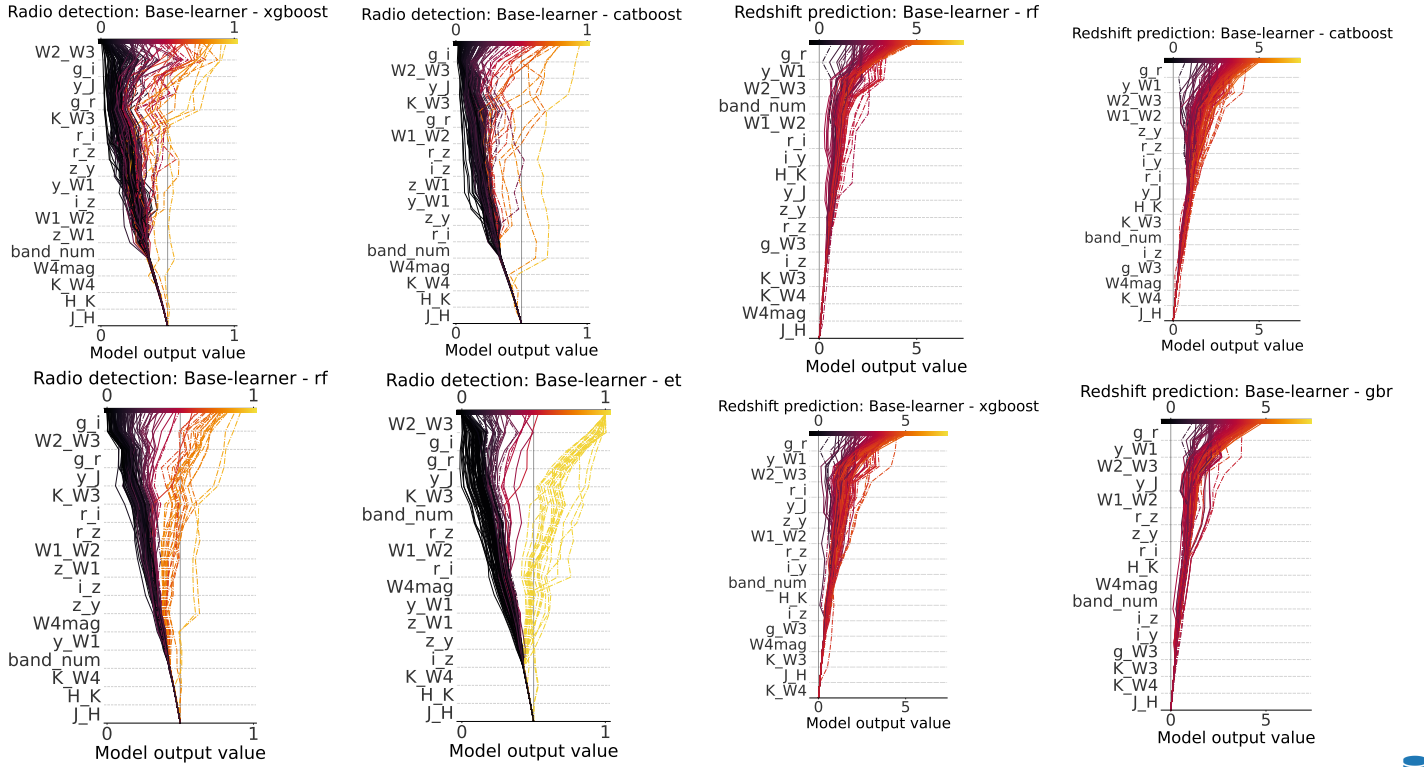 Radio detection: Base-learner - xgboost
0 1
W2_W3
g_i
y_J
g_r
K_W3
r_i
r_z
z_y
y_W1
i_z
W1_W2
z_W1
band_num
W4mag
K_W4
H_K
J_H
0 1
Model output value
Radio detection: Base-learner - catboost
0 1
g_i
W2_W3
y_J
K_W3
g_r
W1_W2
r_z
i_z
z_W1
y_W1
z_y
r_i
band_num
W4mag
K_W4
H_K
J_H
0 1
Model output value
Redshift prediction: Base-learner - rf
0 5
g_r
y_W1
W2_W3
band_num
W1_W2
r_i
i_y
H_K
y_J
z_y
r_z
g_W3
i_z
K_W3
K_W4
W4mag
J_H
0 5
Model output value
Redshift prediction: Base-learner - catboost
0 5
g_r
y_W1
W2_W3
W1_W2
z_y
r_z
i_y
r_i
y_J
H_K
K_W3
band_num
i_z
g_W3
W4mag
K_W4
J_H
0 5
Model output value
Radio detection: Base-learner - rf
0 1
g_i
W2_W3
g_r
y_J
K_W3
r_i
r_z
W1_W2
z_W1
i_z
z_y
W4mag
y_W1
band_num
K_W4
H_K
J_H
0 1
Model output value
Radio detection: Base-learner - et
0 1
W2_W3
g_i
g_r
y_J
K_W3
band_num
r_z
W1_W2
r_i
W4mag
y_W1
z_W1
z_y
i_z
K_W4
H_K
J_H
0 1
Model output value
Redshift prediction: Base-learner - xgboost
0 5
g_r
y_W1
W2_W3
r_i
y_J
z_y
W1_W2
r_z
i_y
band_num
H_K
i_z
g_W3
W4mag
K_W3
J_H
K_W4
0 5
Model output value
Redshift prediction: Base-learner - gbr
0 5
g_r
y_W1
W2_W3
y_J
W1_W2
r_z
z_y
r_i
H_K
W4mag
band_num
i_z
i_y
g_W3
K_W3
K_W4
J_H
0 5
Model output value